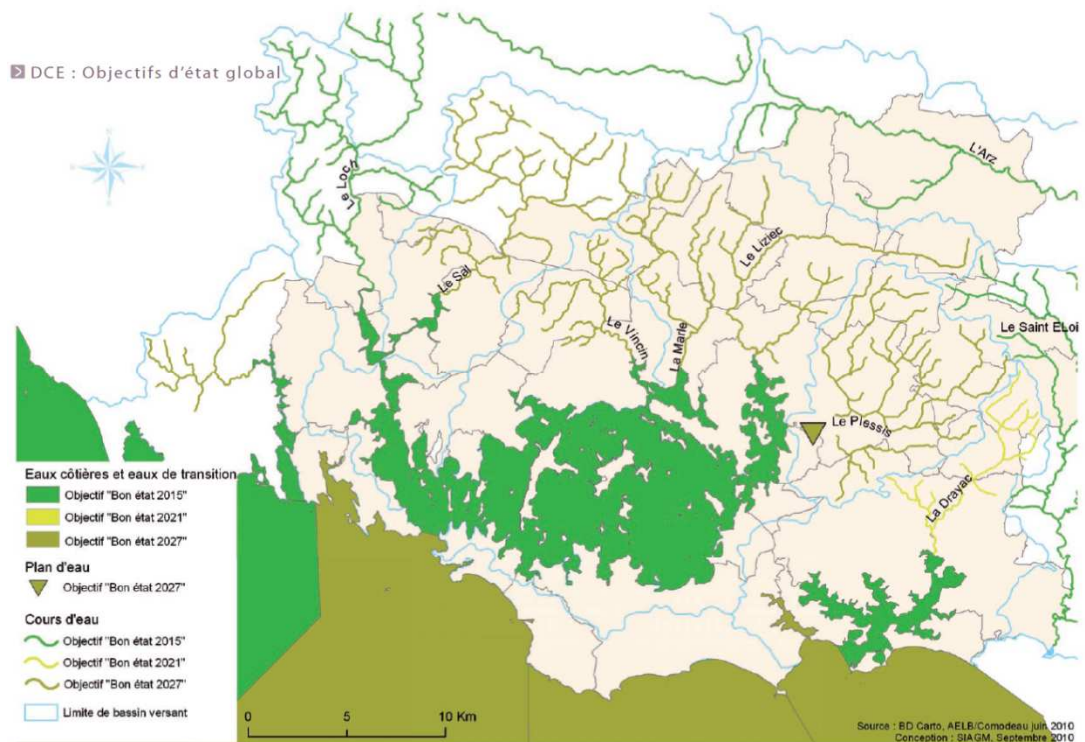 DCE : Objectifs d'état global
L'Arz
Le Loch
Le Liziec
Le Sal
Le Saint ELoi
Le Vincin
La Marle
Le Plessis
La Drayac
Eaux côtières et eaux de transition
Objectif "Bon état 2015"
Objectif "Bon état 2021"
Objectif "Bon état 2027"
Plan d'eau
Objectif "Bon état 2027"
Cours d'eau
Objectif "Bon état 2015"
Objectif "Bon état 2021"
Objectif "Bon état 2027"
Limite de bassin versant
0 5 10 Km
Source : BD Carto, AELB/Comodeau juin 2010
Conception : SIAGM, Septembre 2010